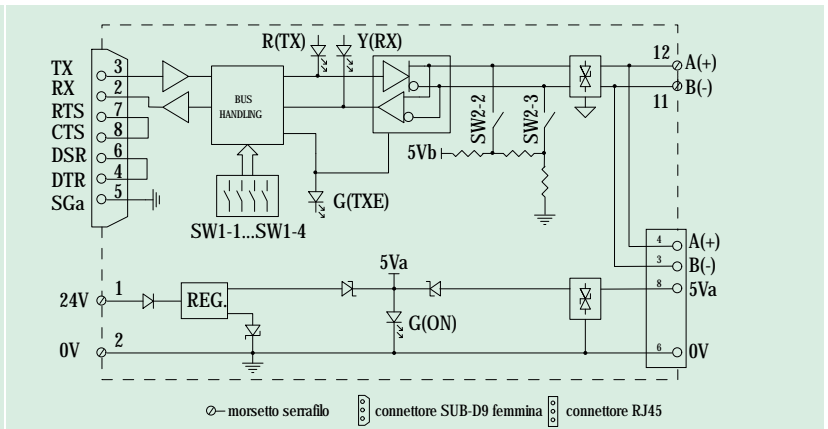 R(TX) Y(RX)
TX 3
RX 2
RTS 7
CTS 8
DSR 6
DTR 4
SGa 5
BUS
HANDLING
SW1-1...SW1-4
G(TXE)
5Vb
SW2-2
SW2-3
12 A(+)
B(-)
11
4 A(+)
3 B(-)
8 5Va
6 0V
24V 1
REG.
5Va
G(ON)
0V 2
morsetto serrafilo connettore SUB-D9 femmina connettore RJ45